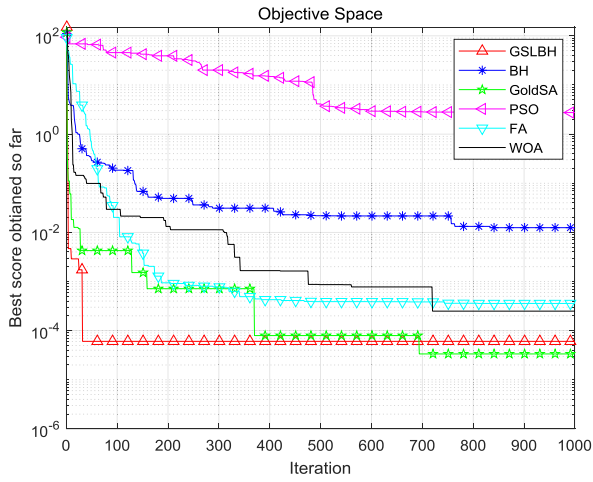 Objective Space
Best score obtianed so far
10^2
10^0
10^-2
10^-4
10^-6
GSLBH
BH
GoldSA
PSO
FA
WOA
0 100 200 300 400 500 600 700 800 900 1000
Iteration